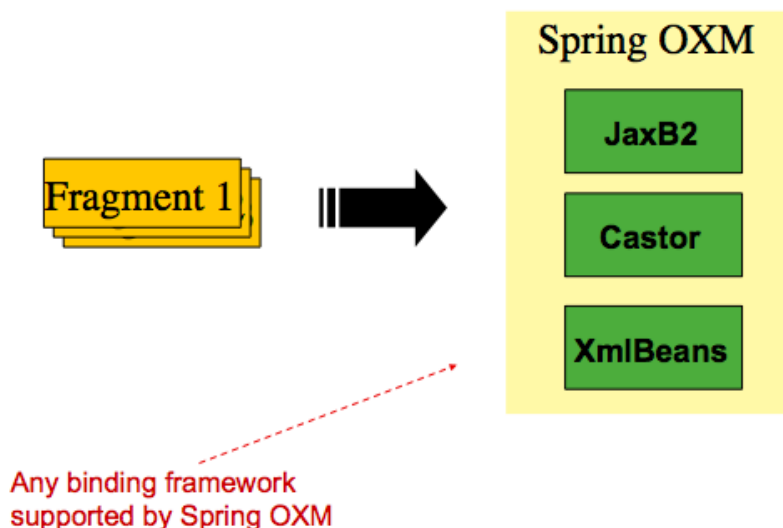 Spring OXM
JaxB2
Fragment 1
Castor
XmlBeans
Any binding framework
supported by Spring OXM